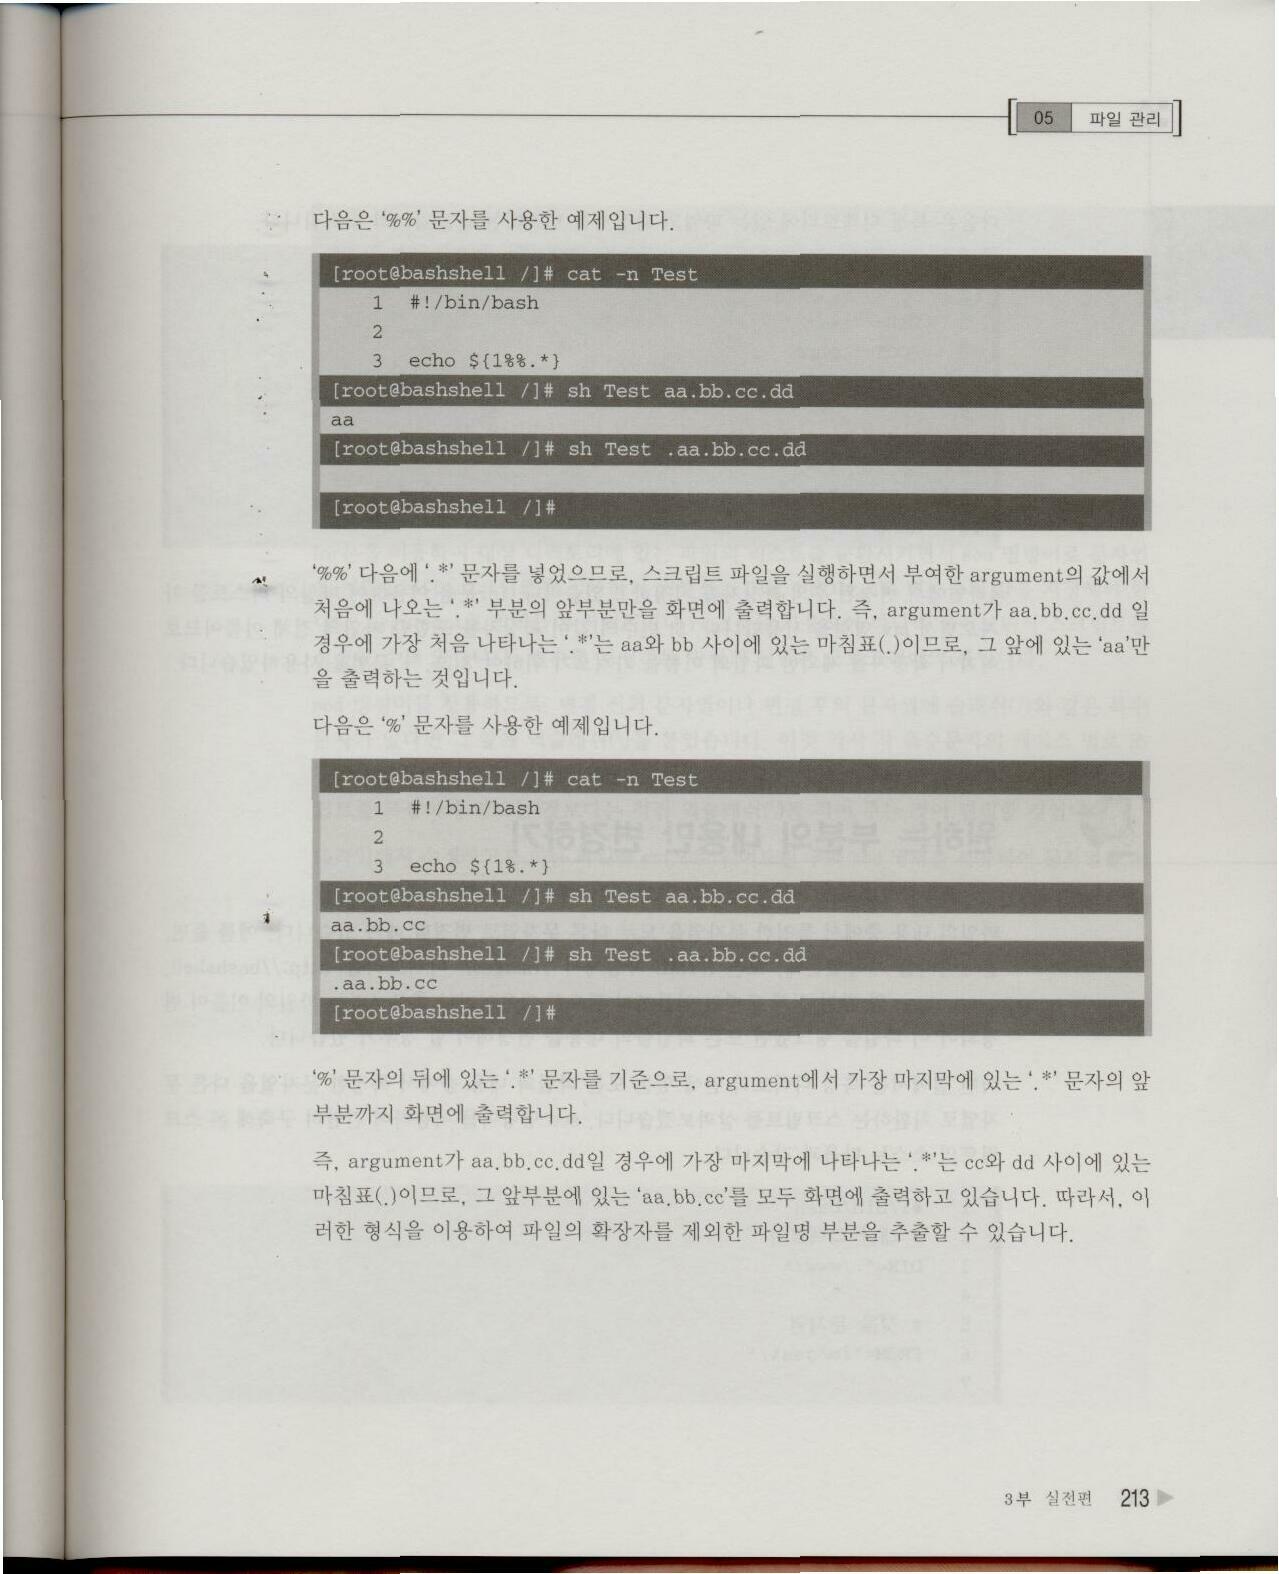 05 파일 관리
다음은 '%%' 문자를 사용한 예제입니다.
[root@bashshell /]# cat -n Test
1 #!/bin/bash
2
3 echo ${1%%.*}
[root@bashshell /]# sh Test aa.bb.cc.dd
aa
[root@bashshell /]# sh Test .aa.bb.cc.dd
[root@bashshell /]#
'%%' 다음에 '.*' 문자를 넣었으므로, 스크립트 파일을 실행하면서 부여한 argument의 값에서
처음에 나오는 '.*' 부분의 앞부분만을 화면에 출력합니다. 즉, argument가 aa.bb.cc.dd 일
경우에 가장 처음 나타나는 '.*'는 aa와 bb 사이에 있는 마침표(.)이므로, 그 앞에 있는 'aa'만
을 출력하는 것입니다.
다음은 '%' 문자를 사용한 예제입니다.
[root@bashshell /]# cat -n Test
1 #!/bin/bash
2
3 echo ${1%.*}
[root@bashshell /]# sh Test aa.bb.cc.dd
aa.bb.cc
[root@bashshell /]# sh Test .aa.bb.cc.dd
.aa.bb.cc
[root@bashshell /]#
'%' 문자의 뒤에 있는 '.*' 문자를 기준으로, argument에서 가장 마지막에 있는 '.*' 문자의 앞
부분까지 화면에 출력합니다.
즉, argument가 aa.bb.cc.dd일 경우에 가장 마지막에 나타나는 '.*'는 cc와 dd 사이에 있는
마침표(.)이므로, 그 앞부분에 있는 'aa.bb.cc'를 모두 화면에 출력하고 있습니다. 따라서, 이
러한 형식을 이용하여 파일의 확장자를 제외한 파일명 부분을 추출할 수 있습니다.
3부 실전편 213